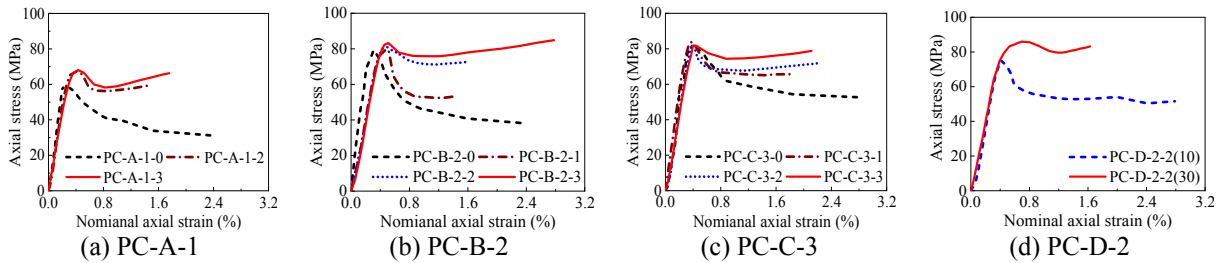 Axial stress (MPa)
100
80
60
40
20
0
PC-A-1-0
PC-A-1-2
PC-A-1-3
0.0 0.8 1.6 2.4 3.2
Nomianal axial strain (%)
(a) PC-A-1
Axial stress (MPa)
100
80
60
40
20
0
PC-B-2-0
PC-B-2-1
PC-B-2-2
PC-B-2-3
0.0 0.8 1.6 2.4 3.2
Nomianal axial strain (%)
(b) PC-B-2
Axial stress (MPa)
100
80
60
40
20
0
PC-C-3-0
PC-C-3-1
PC-C-3-2
PC-C-3-3
0.0 0.8 1.6 2.4 3.2
Nomianal axial strain (%)
(c) PC-C-3
Axial stress (MPa)
100
80
60
40
20
0
PC-D-2-2(10)
PC-D-2-2(30)
0.0 0.8 1.6 2.4 3.2
Nominal axial strain (%)
(d) PC-D-2